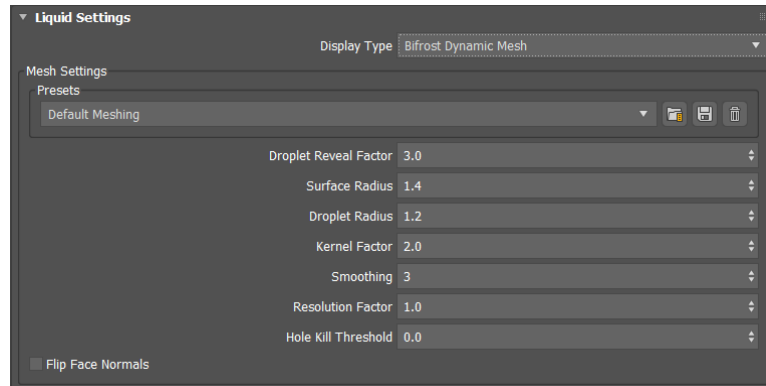 Liquid Settings
Display Type Bifrost Dynamic Mesh
Mesh Settings
Presets
Default Meshing
Droplet Reveal Factor 3.0
Surface Radius 1.4
Droplet Radius 1.2
Kernel Factor 2.0
Smoothing 3
Resolution Factor 1.0
Hole Kill Threshold 0.0
Flip Face Normals